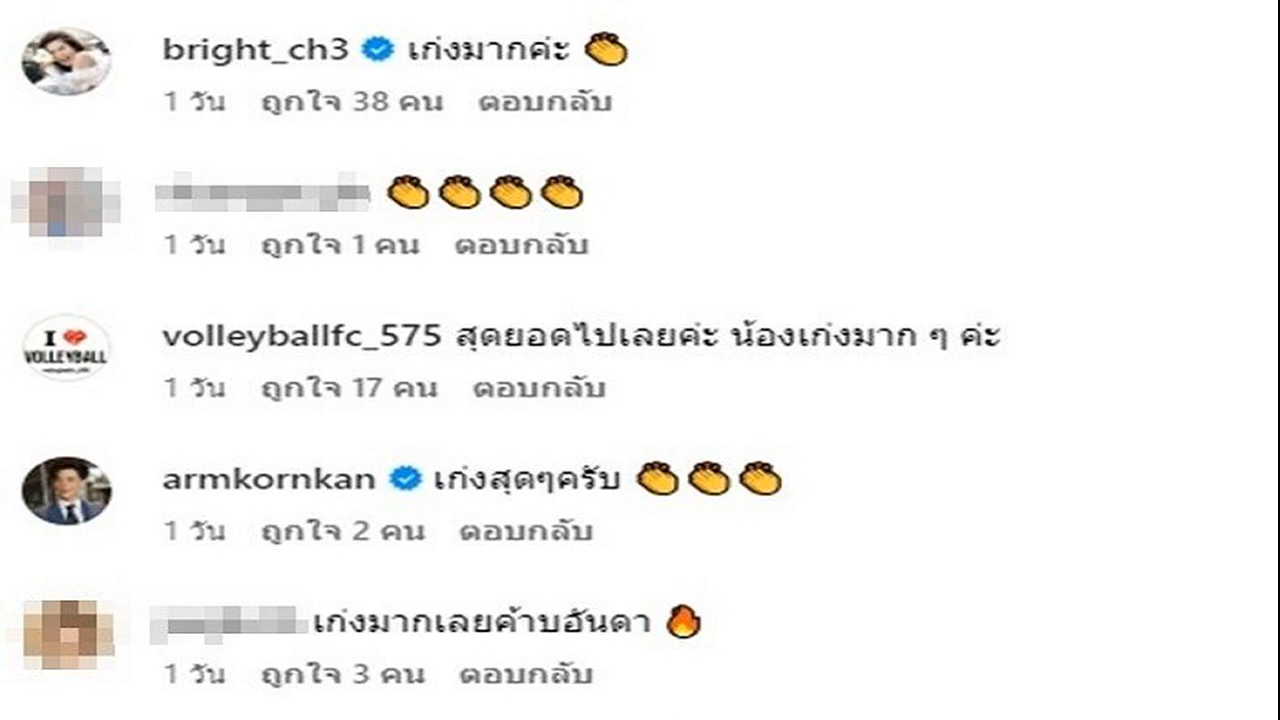 bright_ch3 เก่งมากค่ะ 👏
1 วัน ถูกใจ 38 คน ตอบกลับ
👏👏👏👏
1 วัน ถูกใจ 1 คน ตอบกลับ
I ❤ VOLLEYBALL
volleyballfc_575 สุดยอดไปเลยค่ะ น้องเก่งมาก ๆ ค่ะ
1 วัน ถูกใจ 17 คน ตอบกลับ
armkornkan เก่งสุดๆครับ 👏👏👏
1 วัน ถูกใจ 2 คน ตอบกลับ
เก่งมากเลยค้าบอันดา 🔥
1 วัน ถูกใจ 3 คน ตอบกลับ